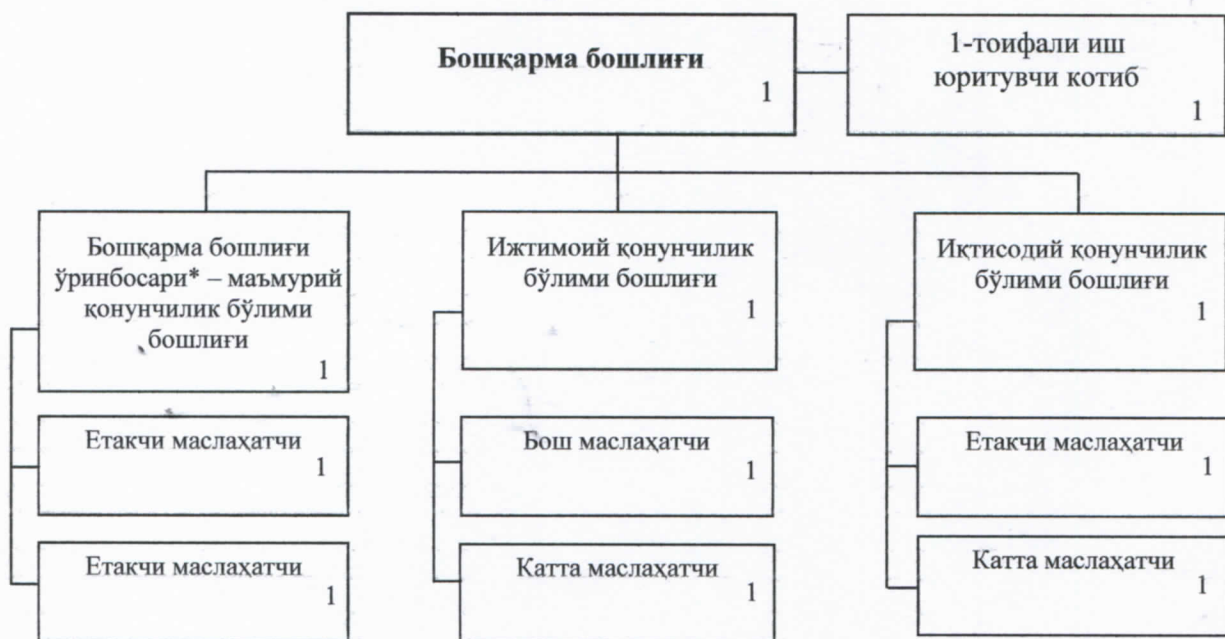 Бошқарма бошлиғи
1
1-тоифали иш
юритувчи котиб
1
Бошқарма бошлиғи
ўринбосари* – маъмурий
қонунчилик бўлими
бошлиғи
1
Етакчи маслаҳатчи
1
Етакчи маслаҳатчи
1
Ижтимоий қонунчилик
бўлими бошлиғи
1
Бош маслаҳатчи
1
Катта маслаҳатчи
1
Иқтисодий қонунчилик
бўлими бошлиғи
1
Етакчи маслаҳатчи
1
Катта маслаҳатчи
1